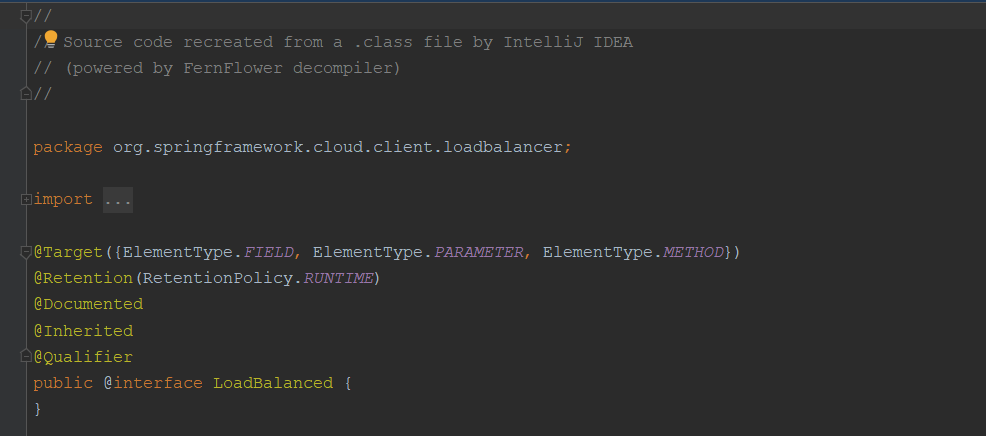 //
// Source code recreated from a .class file by IntelliJ IDEA
// (powered by FernFlower decompiler)
//
package org.springframework.cloud.client.loadbalancer;
import ...
@Target({ElementType.FIELD, ElementType.PARAMETER, ElementType.METHOD})
@Retention(RetentionPolicy.RUNTIME)
@Documented
@Inherited
@Qualifier
public @interface LoadBalanced {
}